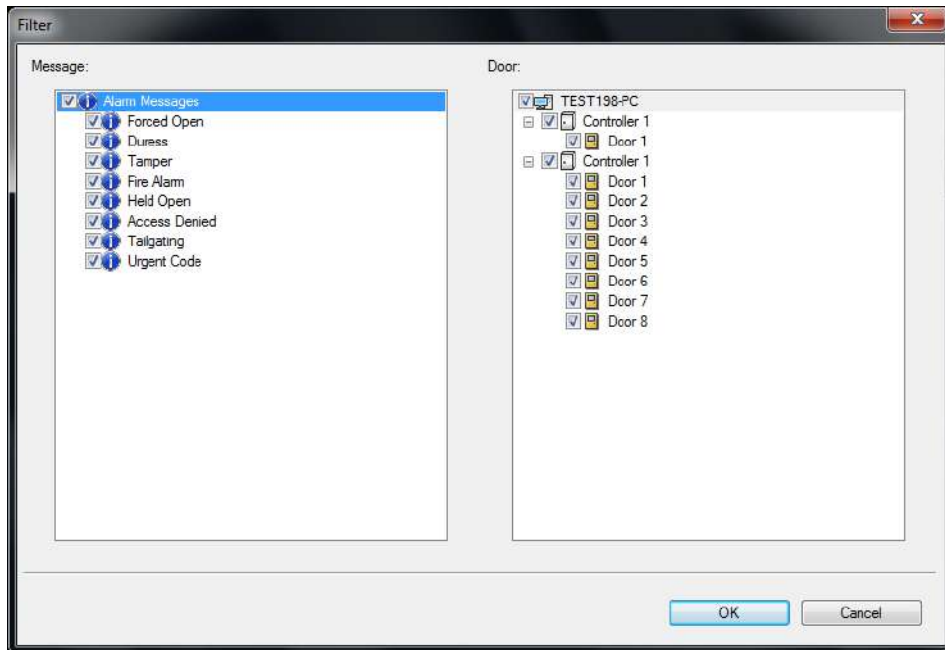 Filter
Message:
Alarm Messages
Forced Open
Duress
Tamper
Fire Alarm
Held Open
Access Denied
Tailgating
Urgent Code
Door:
TEST198-PC
Controller 1
Door 1
Controller 1
Door 1
Door 2
Door 3
Door 4
Door 5
Door 6
Door 7
Door 8
OK
Cancel